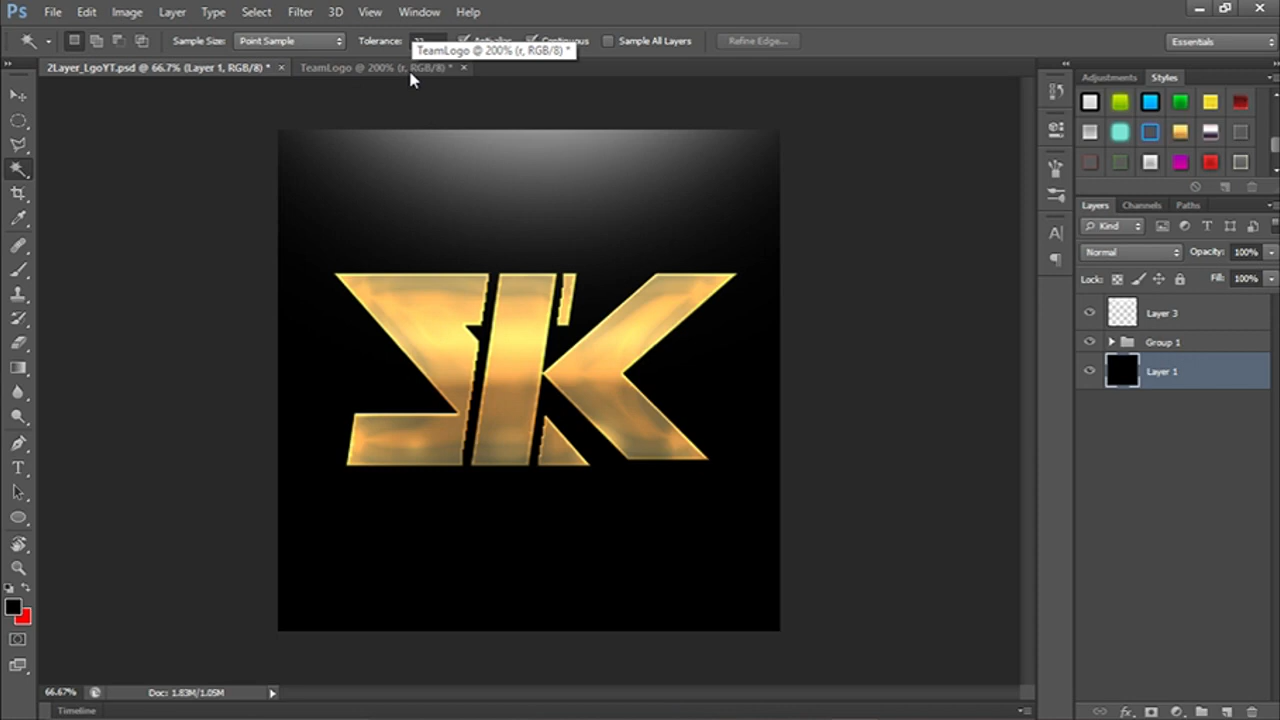 Ps File Edit Image Layer Type Select Filter 3D View Window Help
Sample Size: Point Sample Tolerance: Sample All Layers Refine Edge... Essentials
TeamLogo @ 200% (r, RGB/8) *
2Layer_LgoYT.psd @ 66.7% (Layer 1, RGB/8) * × TeamLogo @ 200% (r, RGB/8) * ×
Adjustments Styles
SK
Layers Channels Paths
Kind
Normal Opacity: 100%
Lock: Fill: 100%
Layer 3
Group 1
Layer 1
66.67% Doc: 1.83M/1.05M
Timeline